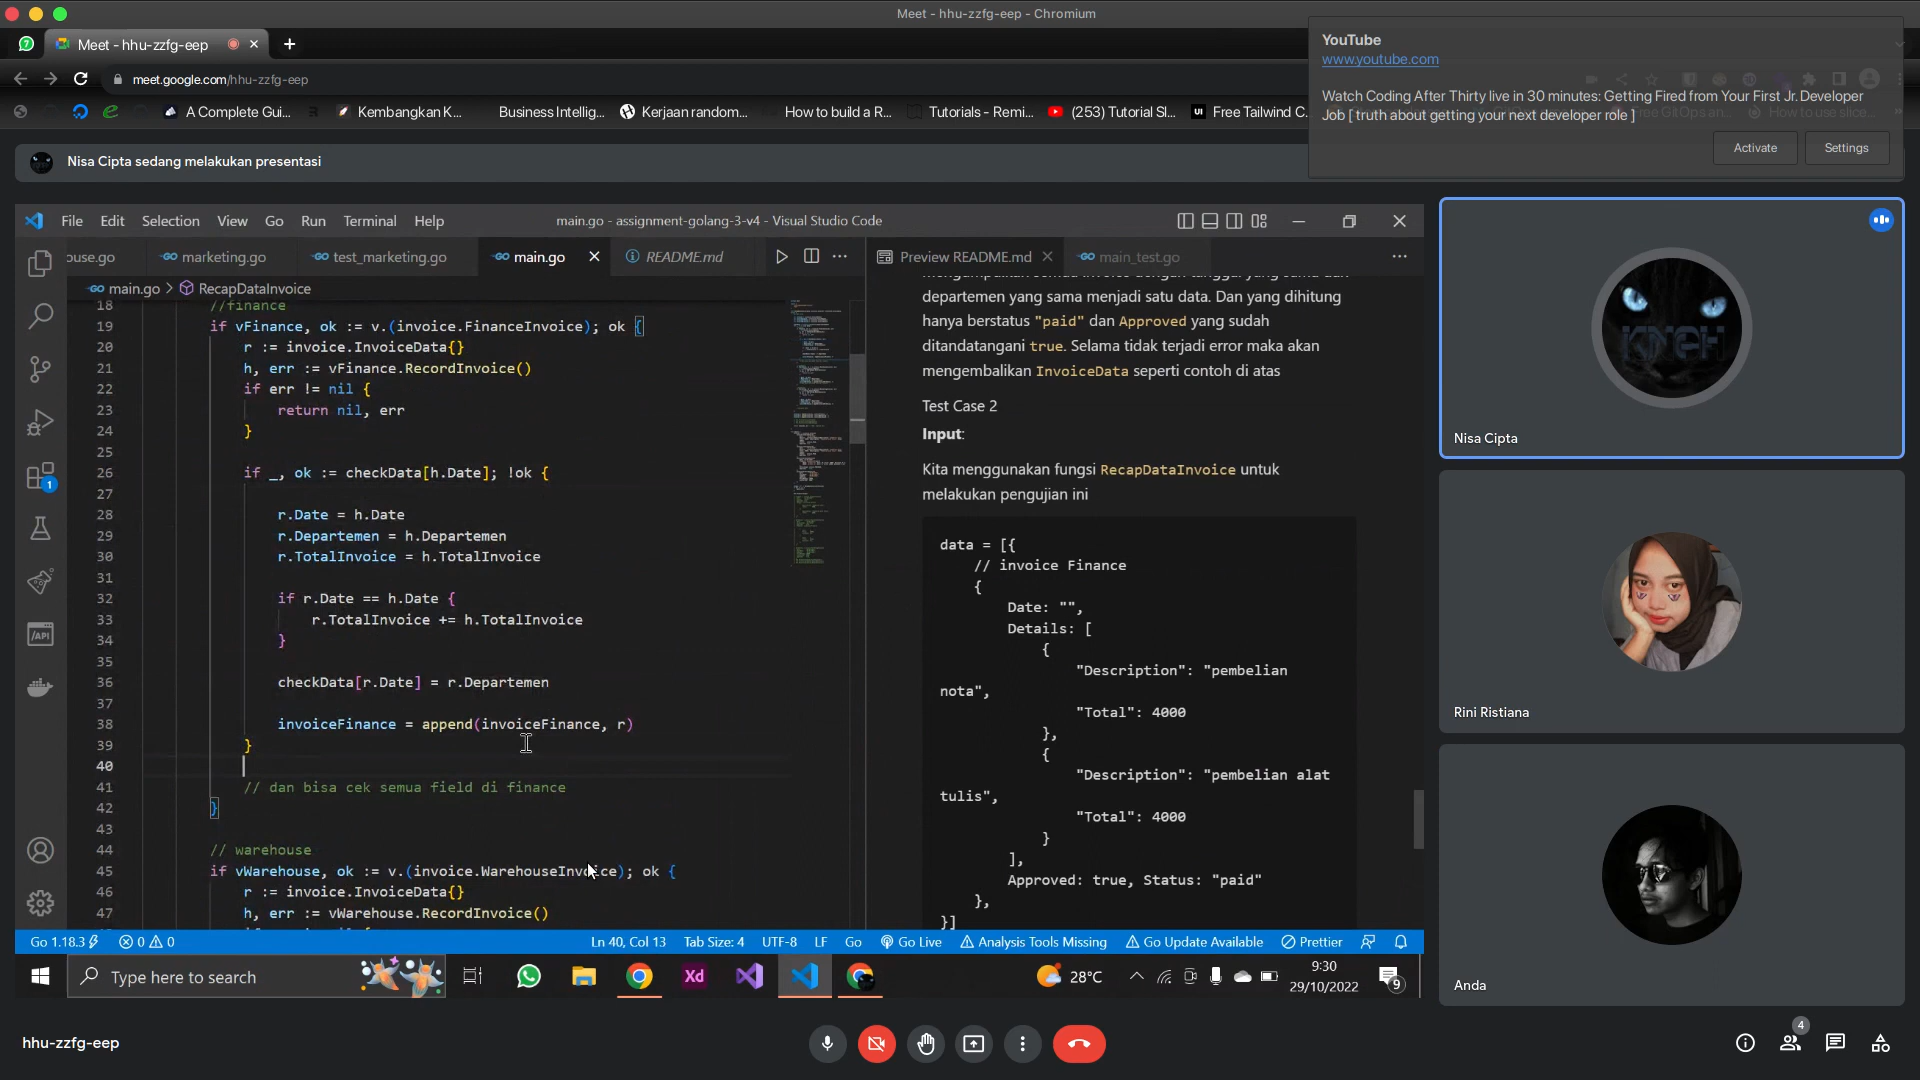 Meet - hhu-zzfg-eep - Chromium
Meet - hhu-zzfg-eep
meet.google.com/hhu-zzfg-eep
A Complete Gui...
Kembangkan K...
Business Intellig...
Kerjaan random...
How to build a R...
Tutorials - Remi...
(253) Tutorial Sl...
Free Tailwind C...
YouTube
www.youtube.com
Watch Coding After Thirty live in 30 minutes: Getting Fired from Your First Jr. Developer
Job [ truth about getting your next developer role ]
Activate
Settings
Nisa Cipta sedang melakukan presentasi
File Edit Selection View Go Run Terminal Help
main.go - assignment-golang-3-v4 - Visual Studio Code
ouse.go
marketing.go
test_marketing.go
main.go
README.md
Preview README.md
main_test.go
main.go > RecapDataInvoice
18 //finance
19 if vFinance, ok := v.(invoice.FinanceInvoice); ok {
20 r := invoice.InvoiceData{}
21 h, err := vFinance.RecordInvoice()
22 if err != nil {
23 return nil, err
24 }
25
26 if _, ok := checkData[h.Date]; !ok {
27
28 r.Date = h.Date
29 r.Departemen = h.Departemen
30 r.TotalInvoice = h.TotalInvoice
31
32 if r.Date == h.Date {
33 r.TotalInvoice += h.TotalInvoice
34 }
35
36 checkData[r.Date] = r.Departemen
37
38 invoiceFinance = append(invoiceFinance, r)
39 }
40
41 // dan bisa cek semua field di finance
42 }
43
44 // warehouse
45 if vWarehouse, ok := v.(invoice.WarehouseInvoice); ok {
46 r := invoice.InvoiceData{}
47 h, err := vWarehouse.RecordInvoice()
departemen yang sama menjadi satu data. Dan yang dihitung
hanya berstatus "paid" dan Approved yang sudah
ditandatangani true. Selama tidak terjadi error maka akan
mengembalikan InvoiceData seperti contoh di atas
Test Case 2
Input:
Kita menggunakan fungsi RecapDataInvoice untuk
melakukan pengujian ini
data = [{
// invoice Finance
{
Date: "",
Details: [
{
"Description": "pembelian
nota",
"Total": 4000
},
{
"Description": "pembelian alat
tulis",
"Total": 4000
}
],
Approved: true, Status: "paid"
},
}]
Go 1.18.3
0 0
Ln 40, Col 13
Tab Size: 4
UTF-8
LF
Go
Go Live
Analysis Tools Missing
Go Update Available
Prettier
Type here to search
Xd
28°C
9:30
29/10/2022
9
1
/API
KNEH
Nisa Cipta
Rini Ristiana
Anda
hhu-zzfg-eep
4